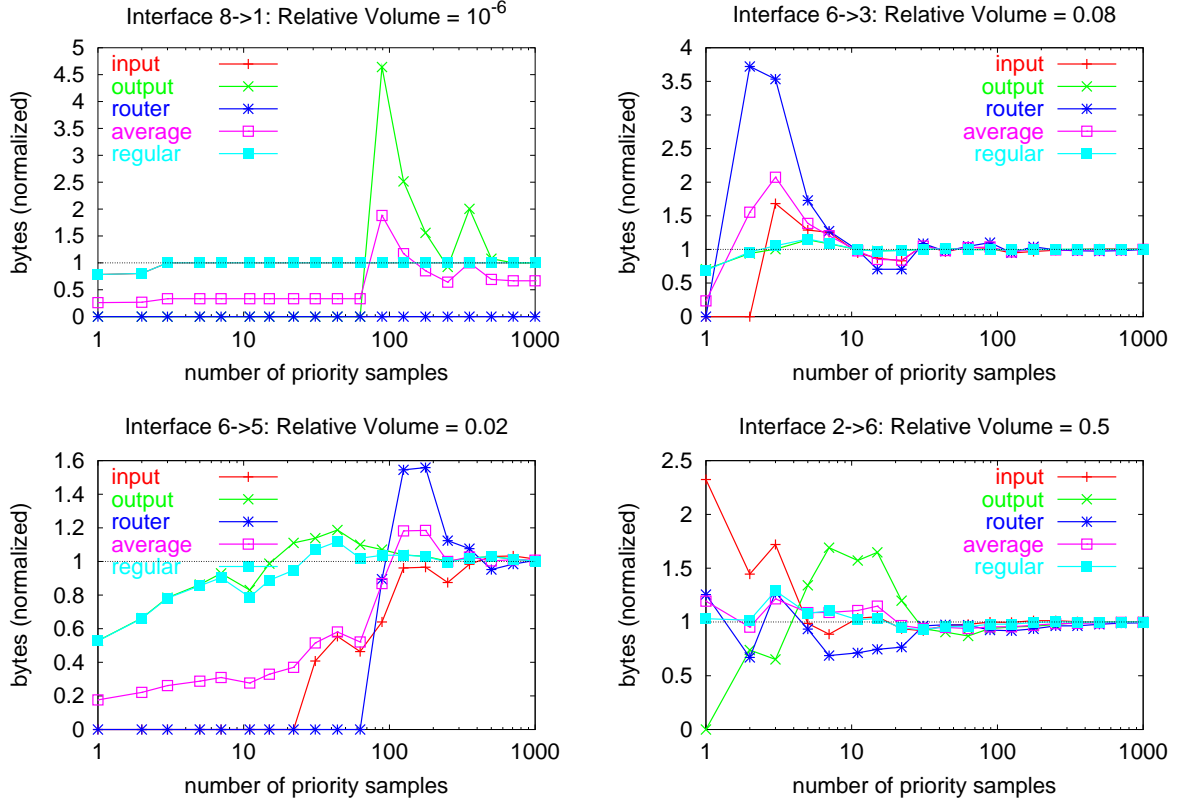 Interface 8->1: Relative Volume = 10^-6
bytes (normalized)
5
4.5
4
3.5
3
2.5
2
1.5
1
0.5
0
input
output
router
average
regular
1 10 100 1000
number of priority samples
Interface 6->3: Relative Volume = 0.08
bytes (normalized)
4
3.5
3
2.5
2
1.5
1
0.5
0
input
output
router
average
regular
1 10 100 1000
number of priority samples
Interface 6->5: Relative Volume = 0.02
bytes (normalized)
1.6
1.4
1.2
1
0.8
0.6
0.4
0.2
0
input
output
router
average
regular
1 10 100 1000
number of priority samples
Interface 2->6: Relative Volume = 0.5
bytes (normalized)
2.5
2
1.5
1
0.5
0
input
output
router
average
regular
1 10 100 1000
number of priority samples